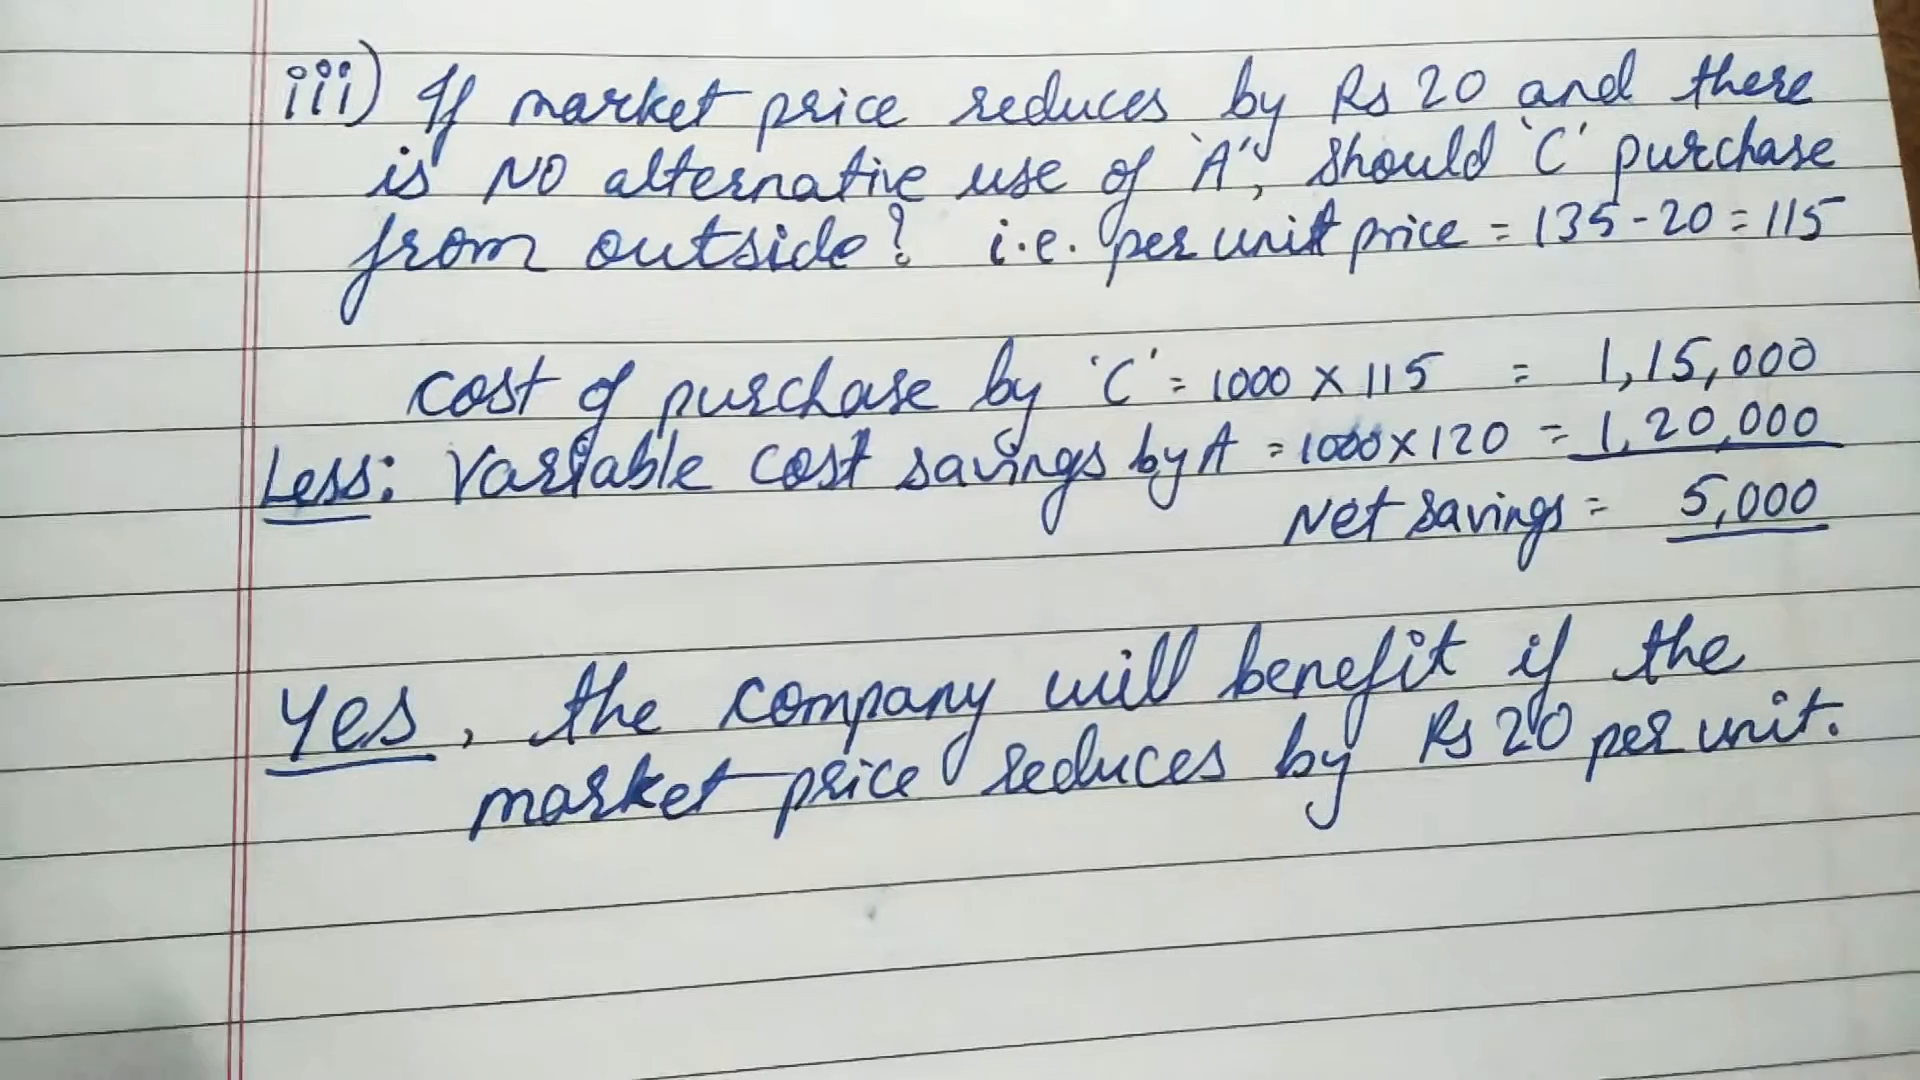 iii) If market price reduces by Rs 20 and there
is NO alternative use of 'A', should 'C' purchase
from outside? i.e. per unit price = 135 - 20 = 115
cost of purchase by 'C' = 1000 x 115 = 1,15,000
Less: Variable cost savings by A = 1000 x 120 = 1,20,000
Net savings = 5,000
Yes, the company will benefit if the
market price reduces by Rs 20 per unit.